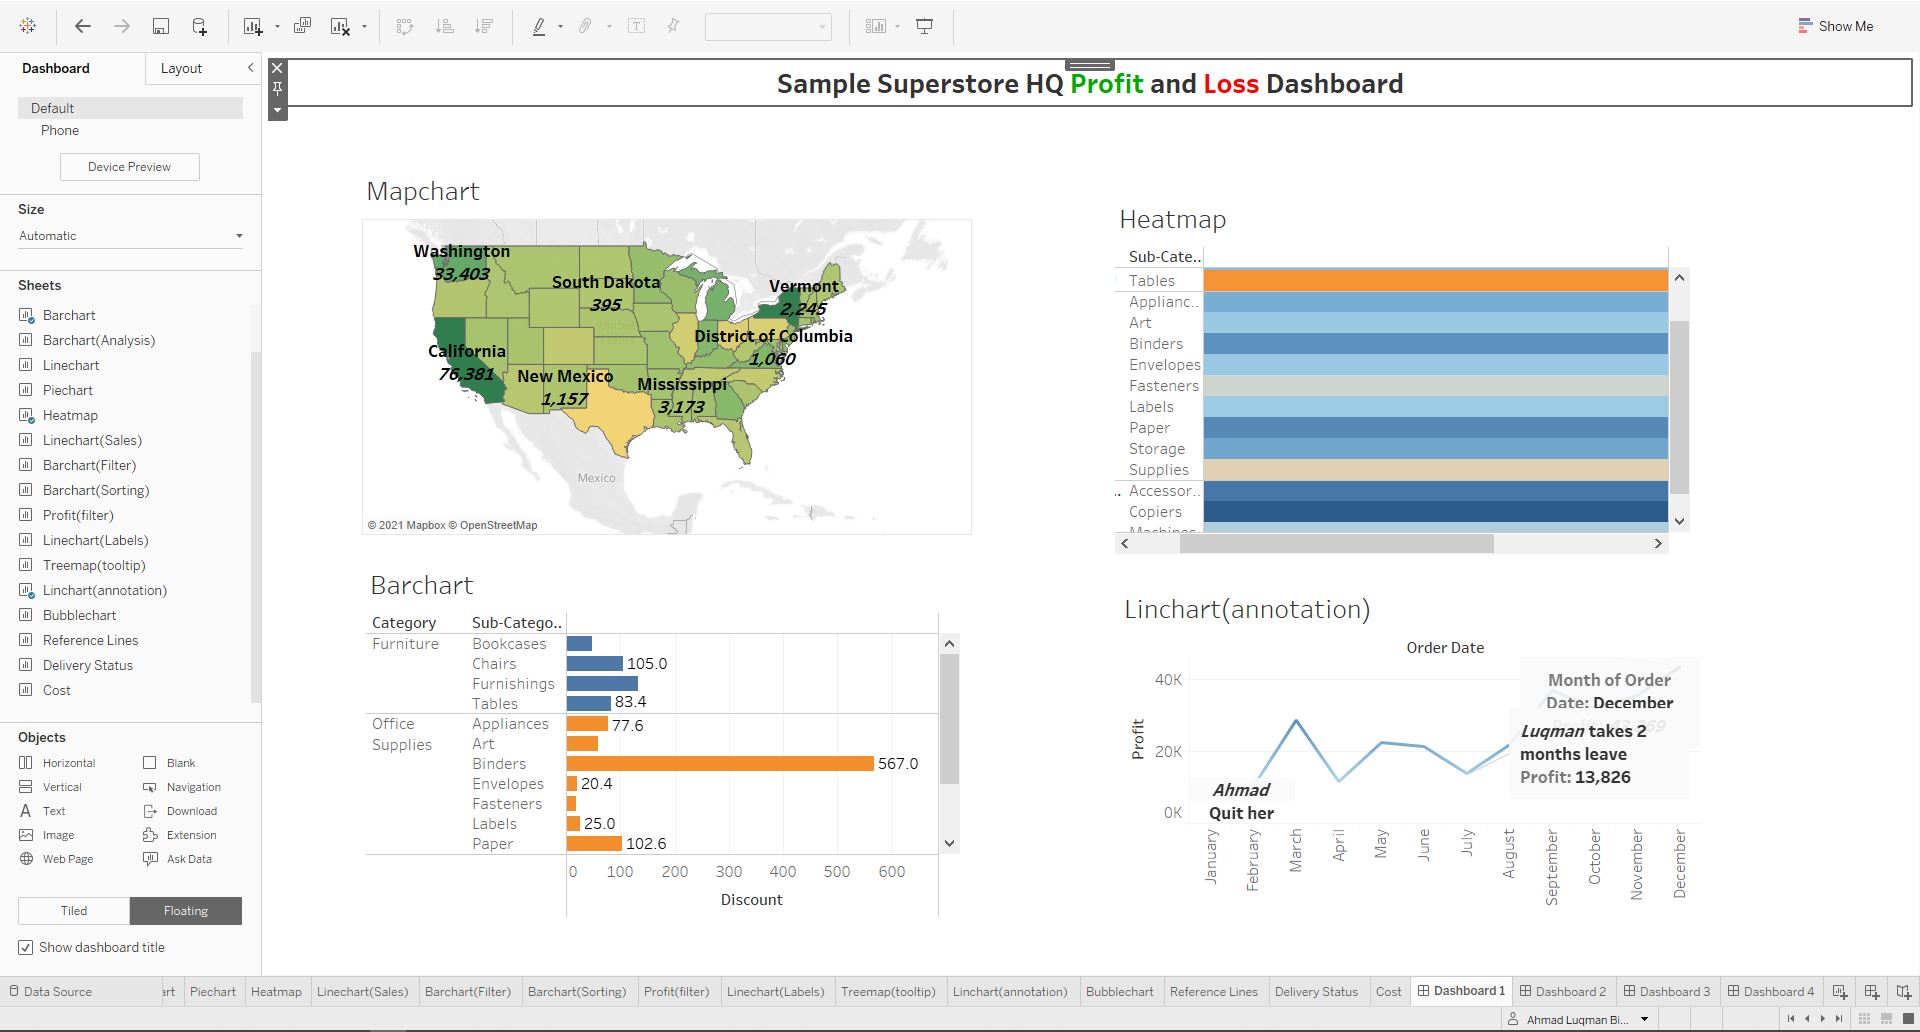 Show Me
Dashboard
Layout
Sample Superstore HQ Profit and Loss Dashboard
Default
Phone
Device Preview
Size
Automatic
Sheets
Barchart
Barchart(Analysis)
Linechart
Piechart
Heatmap
Linechart(Sales)
Barchart(Filter)
Barchart(Sorting)
Profit(filter)
Linechart(Labels)
Treemap(tooltip)
Linchart(annotation)
Bubblechart
Reference Lines
Delivery Status
Cost
Objects
Horizontal
Blank
Vertical
Navigation
Text
Download
Image
Extension
Web Page
Ask Data
Tiled
Floating
Show dashboard title
Mapchart
Washington
33,403
South Dakota
395
Vermont
2,245
United
District of Columbia
1,060
California
76,381
New Mexico
1,157
Mississippi
3,173
Mexico
© 2021 Mapbox © OpenStreetMap
Heatmap
Sub-Cate..
Tables
Applianc..
Art
Binders
Envelopes
Fasteners
Labels
Paper
Storage
Supplies
.. Accessor..
Copiers
Machines
Barchart
Category Sub-Catego..
Furniture Bookcases
Chairs 105.0
Furnishings
Tables 83.4
Office Appliances 77.6
Supplies Art
Binders 567.0
Envelopes 20.4
Fasteners
Labels 25.0
Paper 102.6
0 100 200 300 400 500 600
Discount
Linchart(annotation)
Order Date
Profit
40K
20K
0K
Month of Order
Date: December
Profit: 43,369
Luqman takes 2
months leave
Profit: 13,826
Ahmad
Quit her
January February March April May June July August September October November December
Data Source art Piechart Heatmap Linechart(Sales) Barchart(Filter) Barchart(Sorting) Profit(filter) Linechart(Labels) Treemap(tooltip) Linchart(annotation) Bubblechart Reference Lines Delivery Status Cost Dashboard 1 Dashboard 2 Dashboard 3 Dashboard 4
Ahmad Luqman Bi...